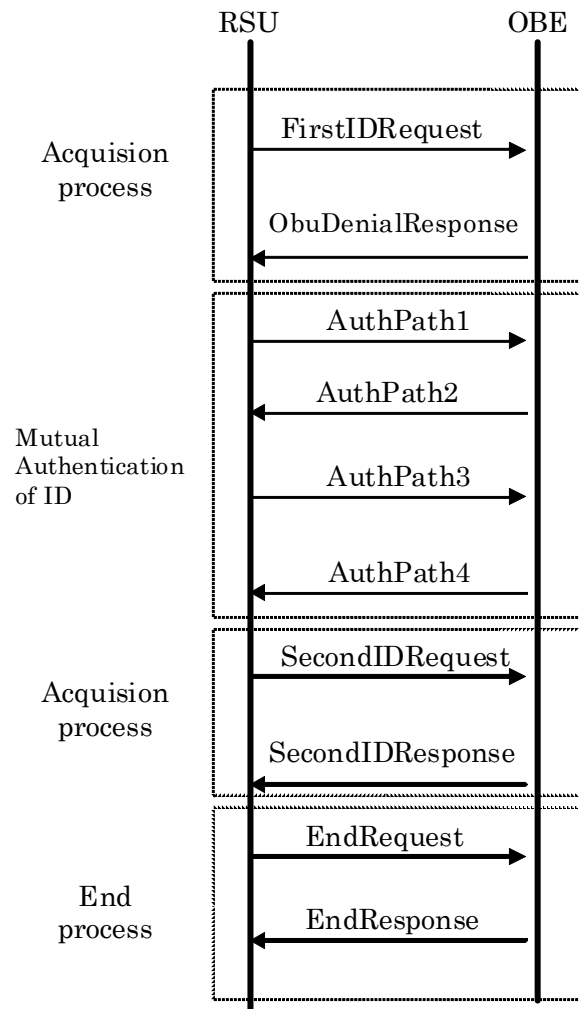 RSU
OBE
FirstIDRequest
Acquision
process
ObuDenialResponse
AuthPath1
AuthPath2
Mutual
Authentication
of ID
AuthPath3
AuthPath4
SecondIDRequest
Acquision
process
SecondIDResponse
EndRequest
End
process
EndResponse